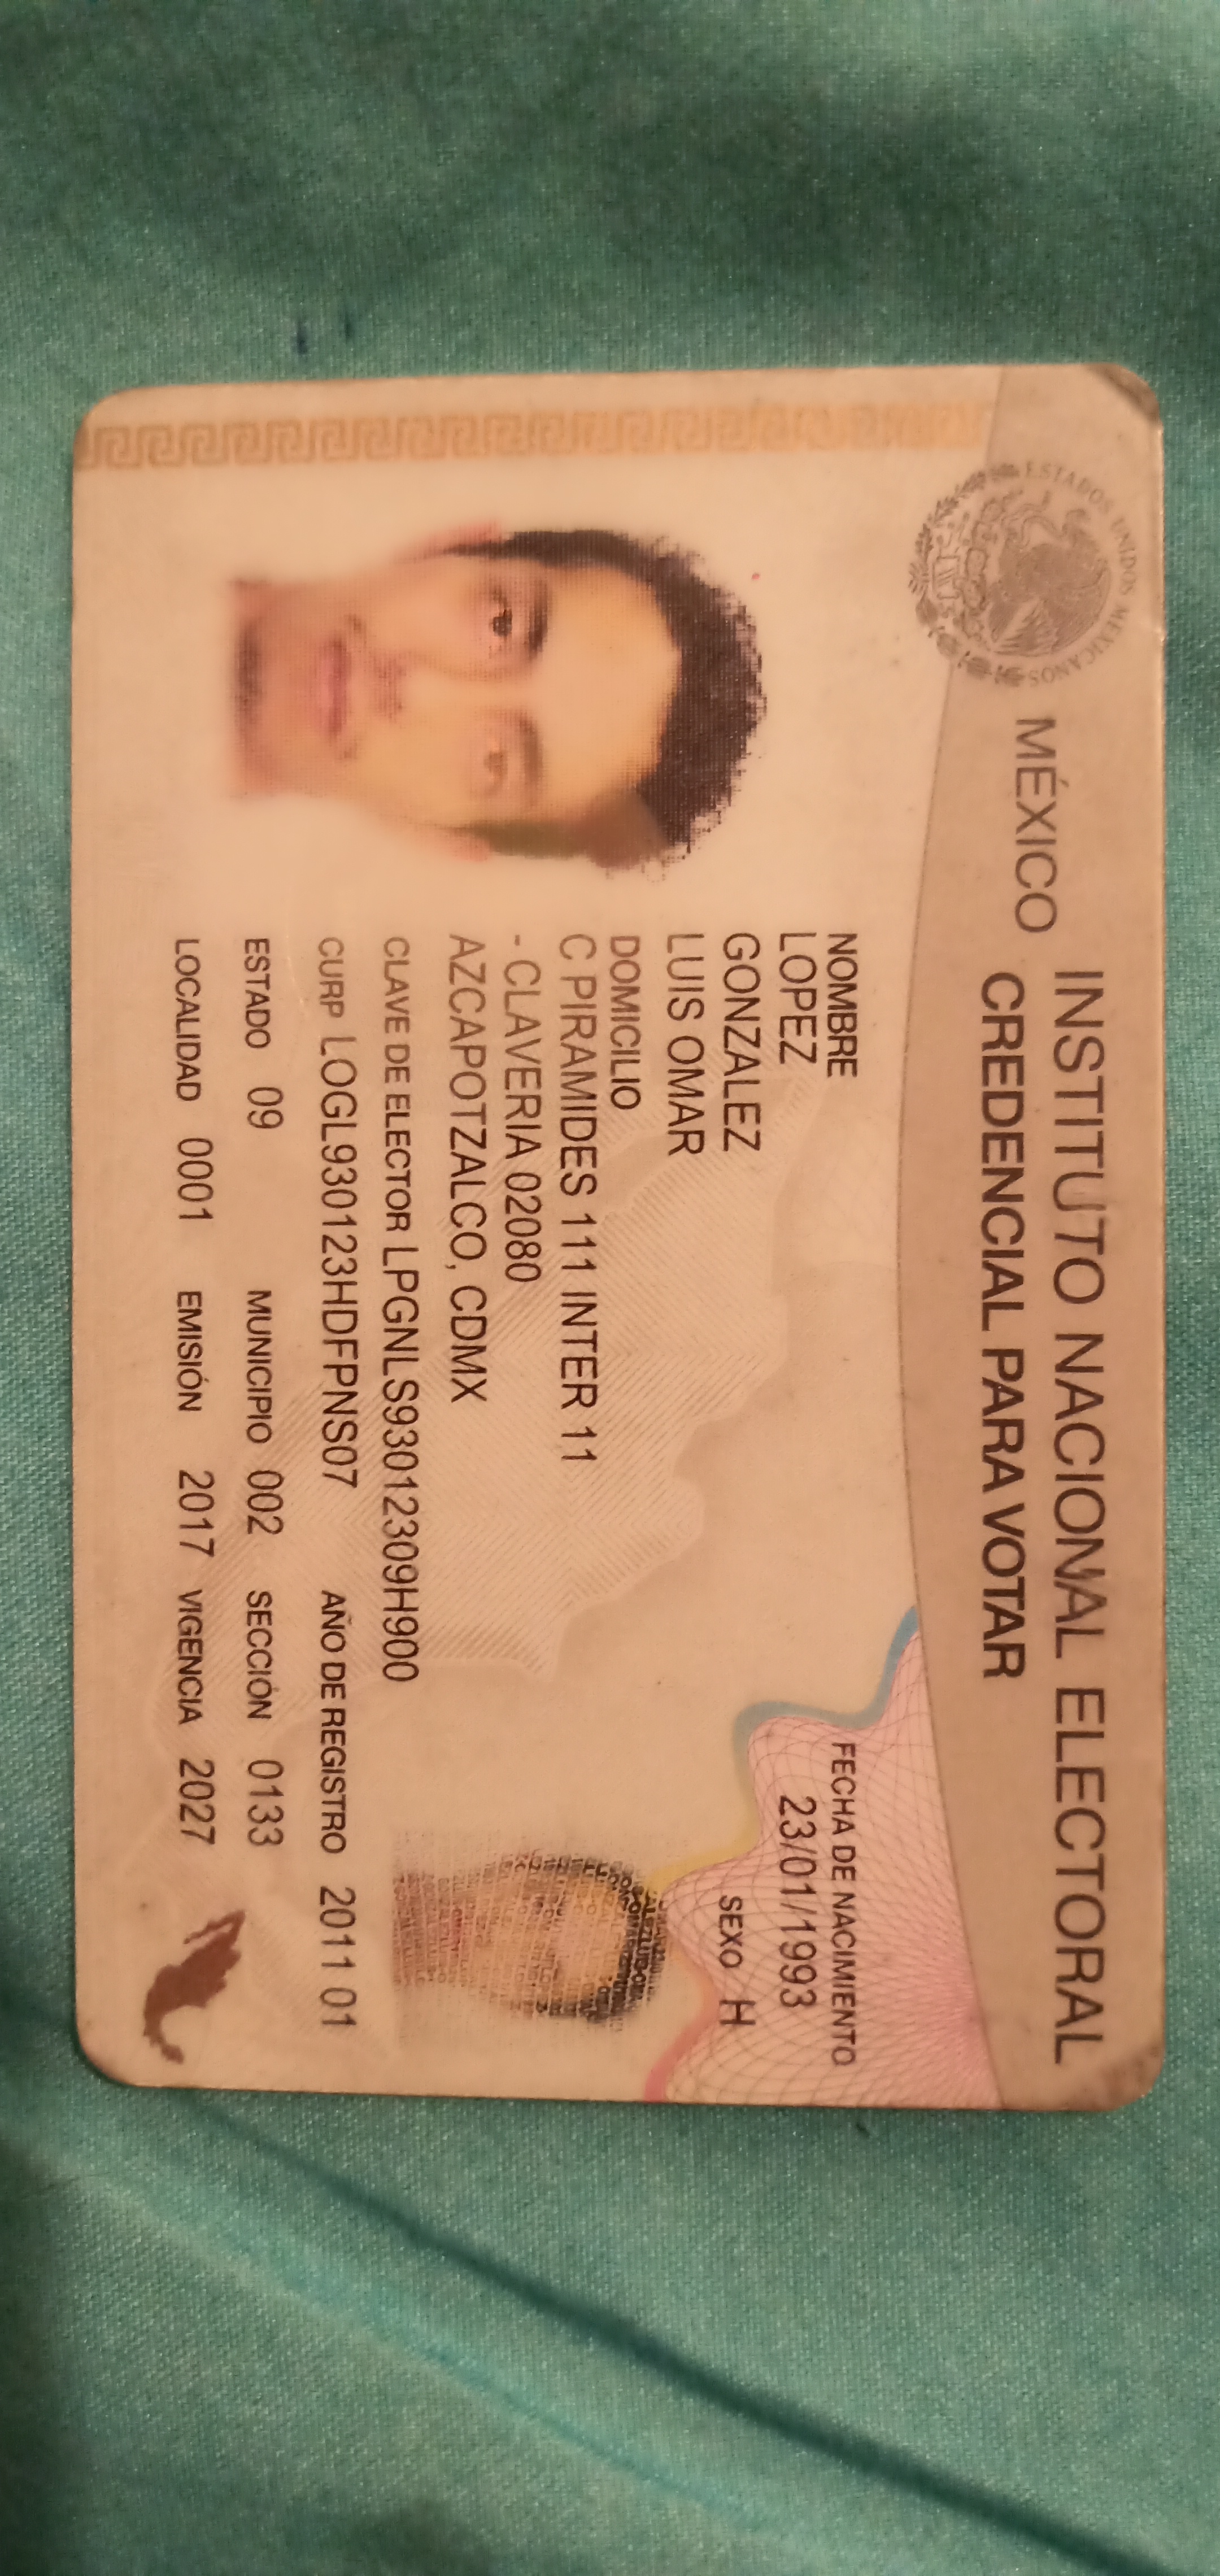 ESTADOS UNIDOS MEXICANOS
MÉXICO INSTITUTO NACIONAL ELECTORAL
CREDENCIAL PARA VOTAR
NOMBRE
LOPEZ
GONZALEZ
LUIS OMAR
FECHA DE NACIMIENTO
23/01/1993
SEXO H
DOMICILIO
C PIRAMIDES 111 INTER 11
- CLAVERIA 02080
AZCAPOTZALCO, CDMX
CLAVE DE ELECTOR LPGNLS93012309H900
CURP LOGL930123HDFPNS07 AÑO DE REGISTRO 2011 01
ESTADO 09 MUNICIPIO 002 SECCIÓN 0133
LOCALIDAD 0001 EMISIÓN 2017 VIGENCIA 2027